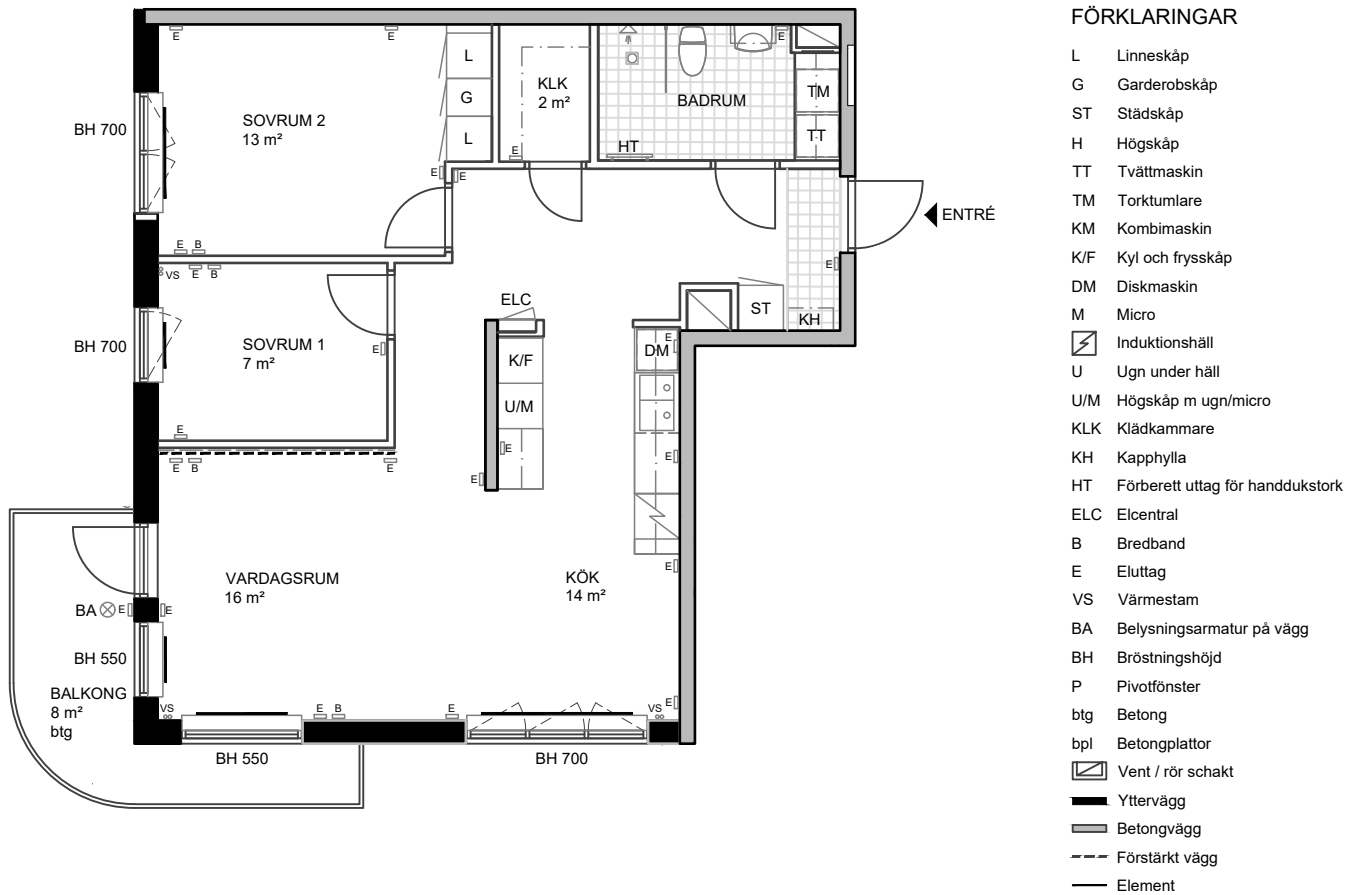 E
E
E
L
G
L
KLK
2 m²
BADRUM
TM
TT
HT
BH 700
SOVRUM 2
13 m²
E
E
E
ENTRÉ
E
B
E
VS
E
B
ELC
ST
KH
BH 700
SOVRUM 1
7 m²
E
K/F
DM
E
U/M
E
E
B
E
E
E
E
VARDAGSRUM
16 m²
KÖK
14 m²
E
BA
E
E
BH 550
BALKONG
8 m²
btg
VS
E
B
E
VS
E
BH 550
BH 700
FÖRKLARINGAR
L Linneskåp
G Garderobskåp
ST Städskåp
H Högskåp
TT Tvättmaskin
TM Torktumlare
KM Kombimaskin
K/F Kyl och frysskåp
DM Diskmaskin
M Micro
Induktionshäll
U Ugn under häll
U/M Högskåp m ugn/micro
KLK Klädkammare
KH Kapphylla
HT Förberett uttag för handdukstork
ELC Elcentral
B Bredband
E Eluttag
VS Värmestam
BA Belysningsarmatur på vägg
BH Bröstningshöjd
P Pivotfönster
btg Betong
bpl Betongplattor
Vent / rör schakt
Yttervägg
Betongvägg
Förstärkt vägg
Element